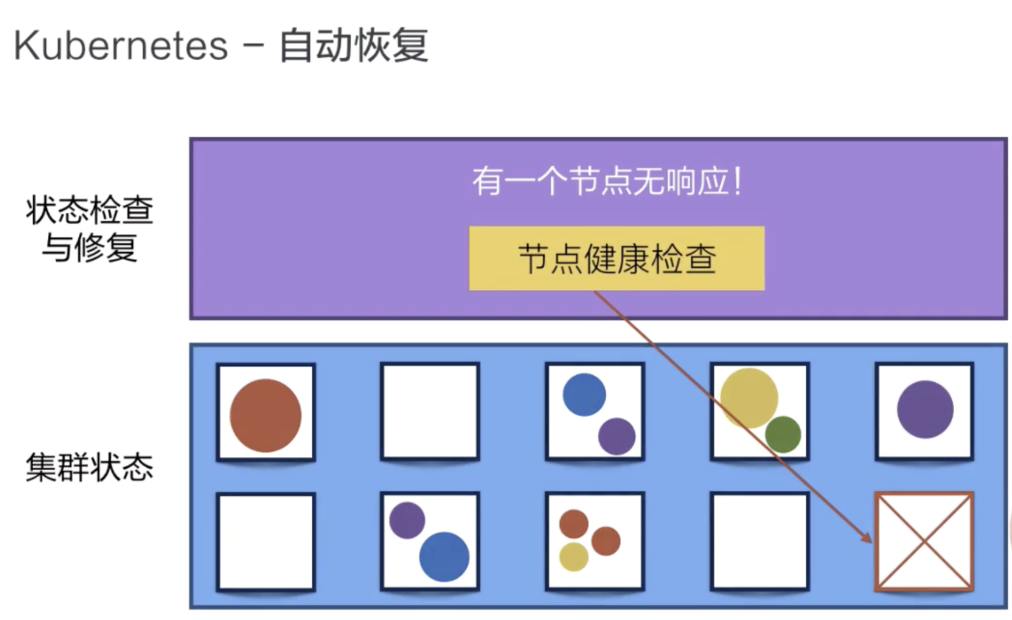 Kubernetes – 自动恢复
有一个节点无响应！
状态检查
与修复
节点健康检查
集群状态